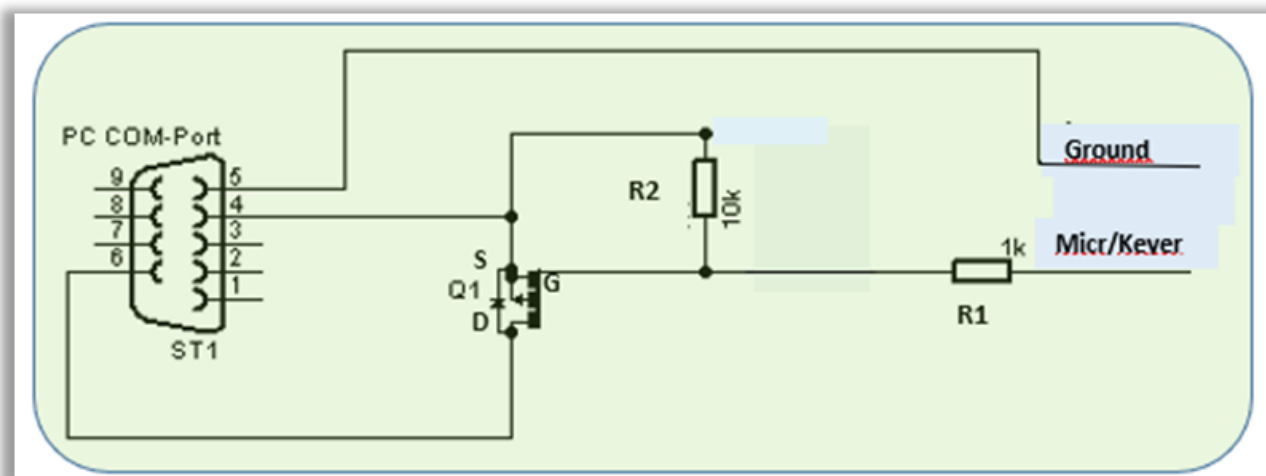 PC COM-Port
9
8
7
6
5
4
3
2
1
ST1
R2
10k
S
Q1
G
D
1k
R1
Ground
Micr/Kever